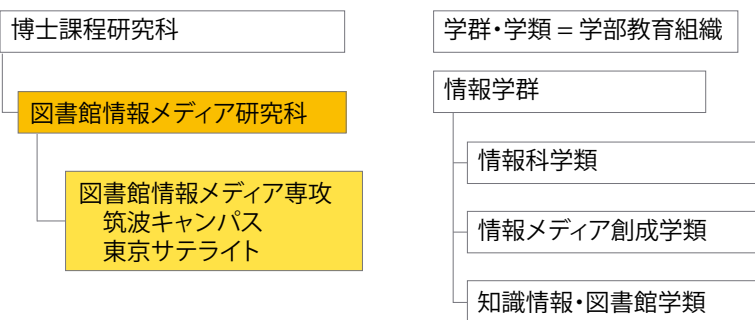 博士課程研究科
図書館情報メディア研究科
図書館情報メディア専攻
筑波キャンパス
東京サテライト
学群・学類 = 学部教育組織
情報学群
情報科学類
情報メディア創成学類
知識情報・図書館学類